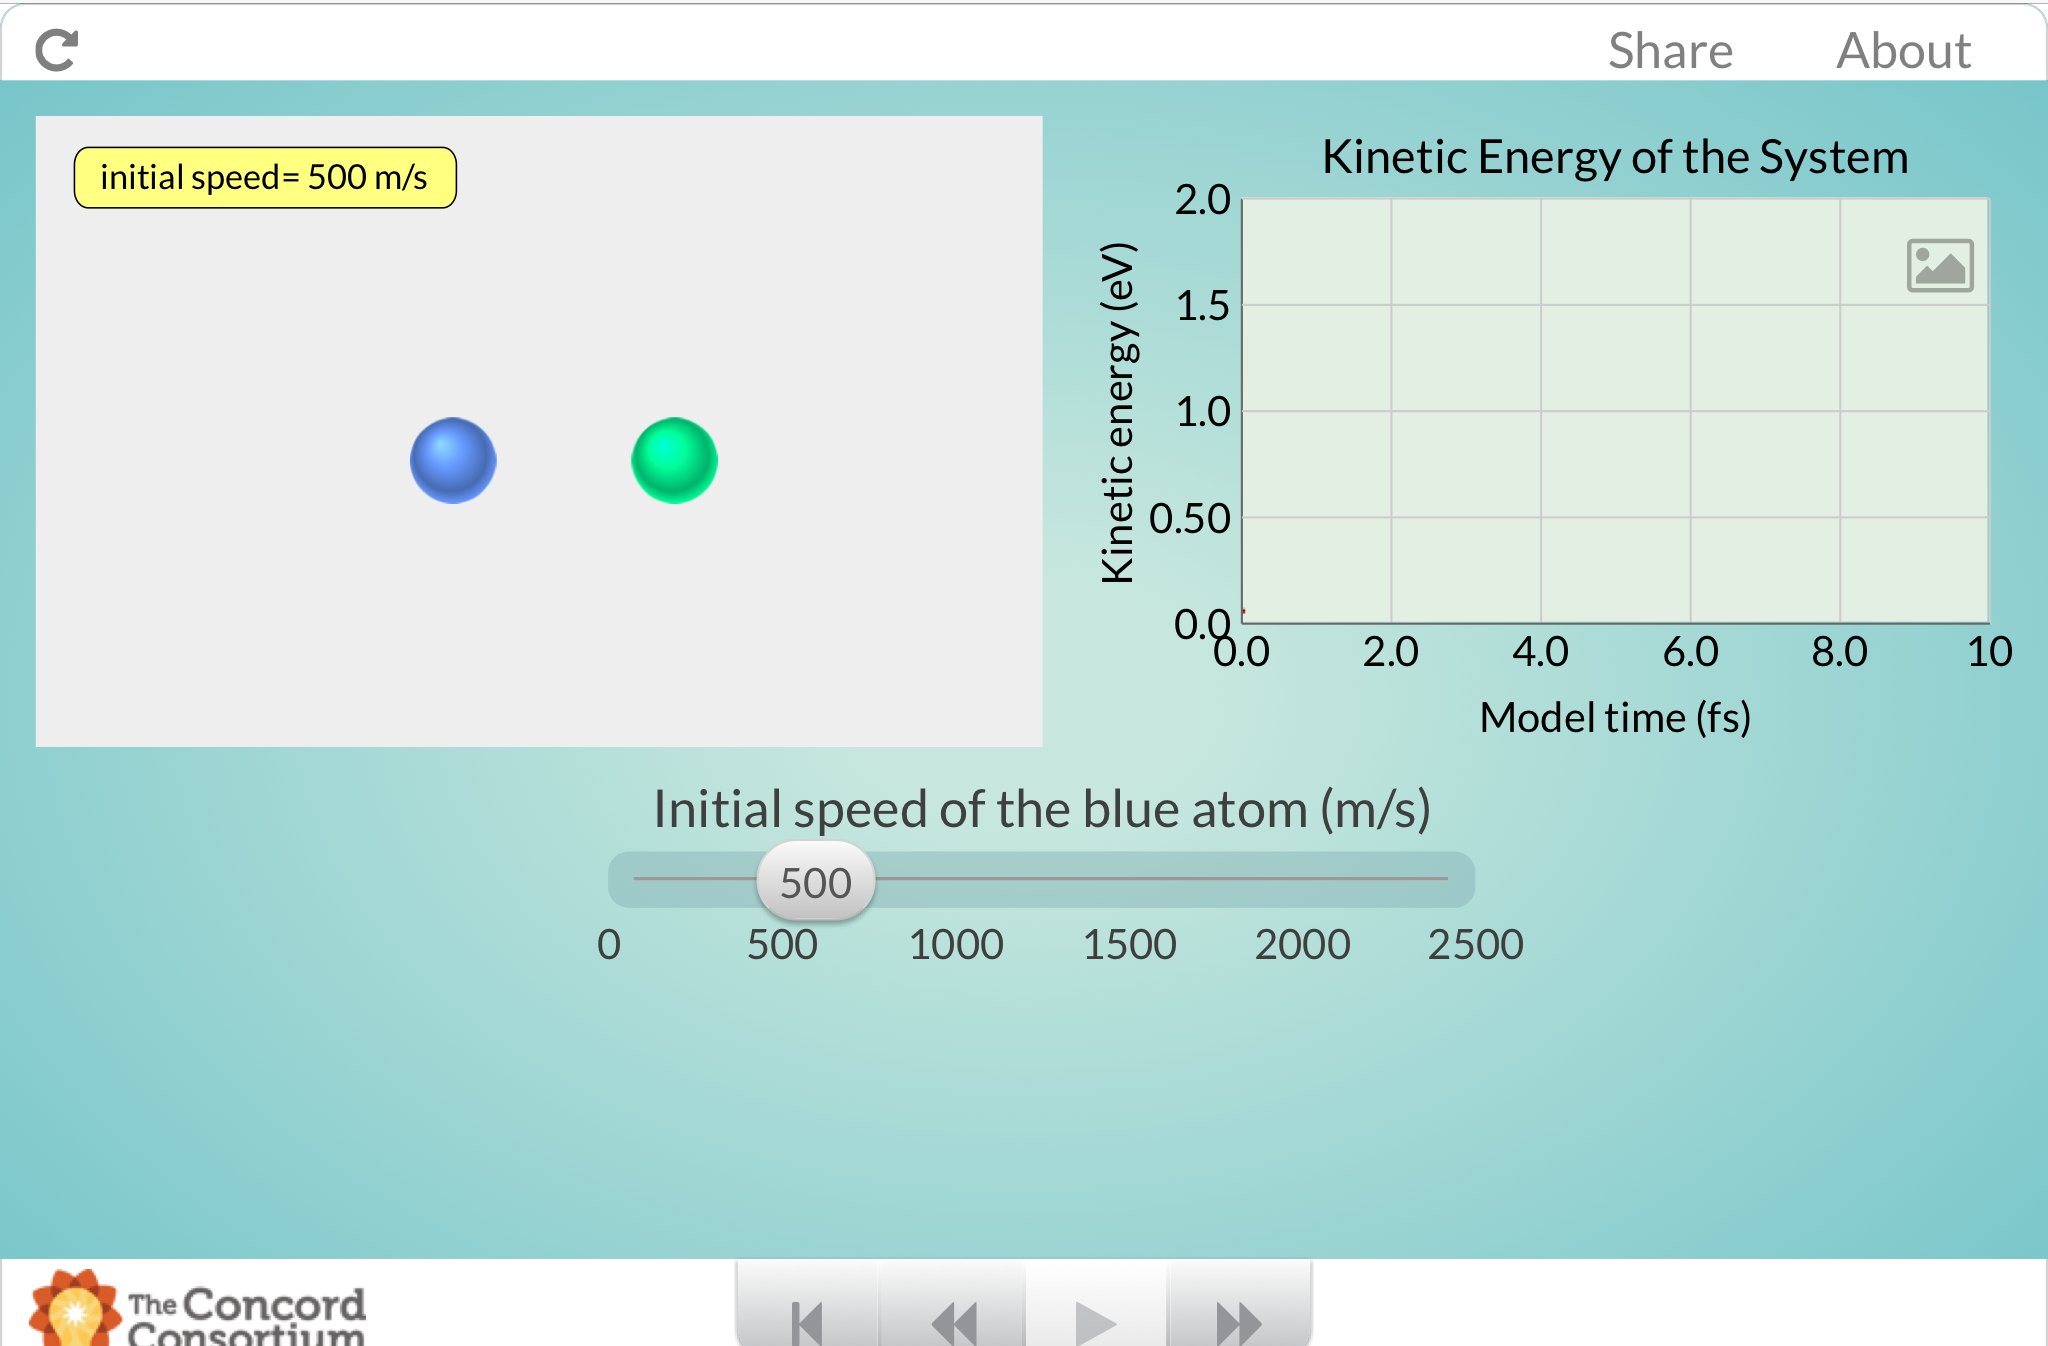 Share About
initial speed= 500 m/s
Kinetic Energy of the System
Kinetic energy (eV)
2.0
1.5
1.0
0.50
0.0
0.0 2.0 4.0 6.0 8.0 10
Model time (fs)
Initial speed of the blue atom (m/s)
500
0 500 1000 1500 2000 2500
The Concord
Consortium